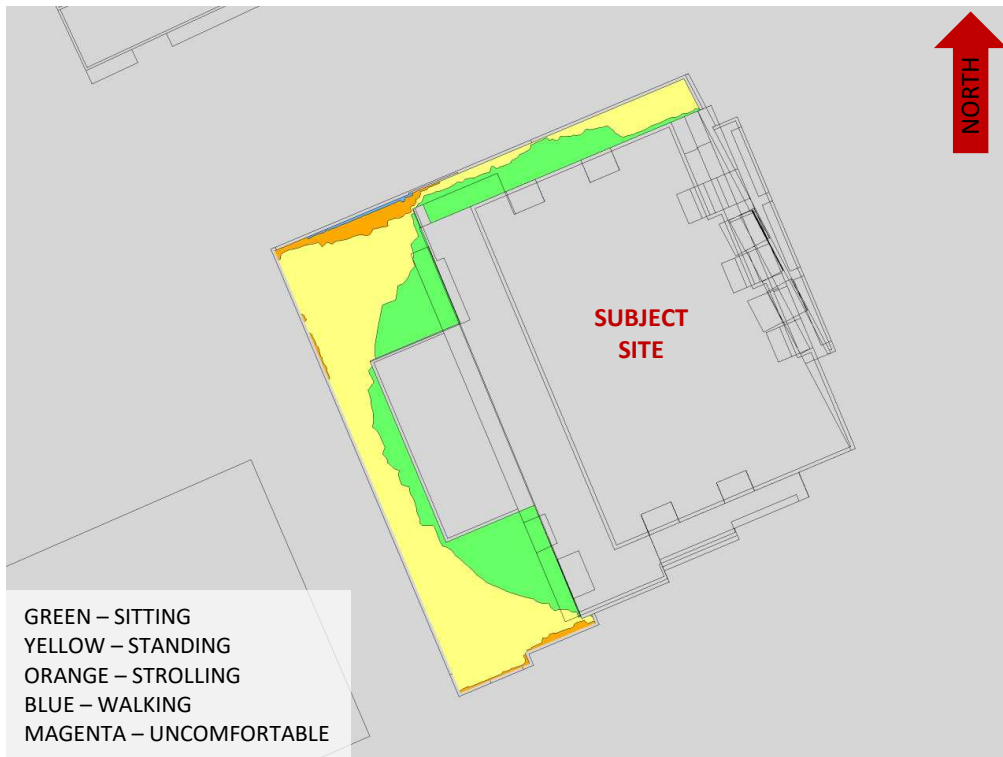 NORTH
SUBJECT
SITE
GREEN – SITTING
YELLOW – STANDING
ORANGE – STROLLING
BLUE – WALKING
MAGENTA – UNCOMFORTABLE